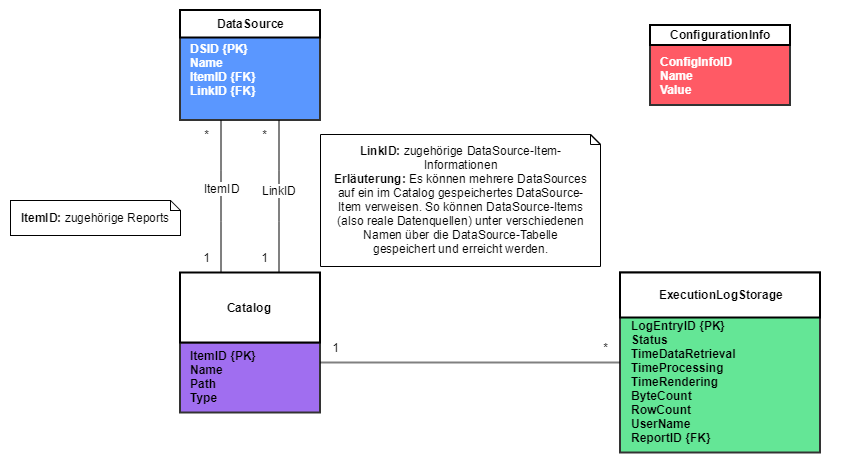 DataSource
DSID {PK}
Name
ItemID {FK}
LinkID {FK}
ConfigurationInfo
ConfigInfoID
Name
Value
*
*
ItemID
LinkID
1
1
LinkID: zugehörige DataSource-Item-
Informationen
Erläuterung: Es können mehrere DataSources
auf ein im Catalog gespeichertes DataSource-
Item verweisen. So können DataSource-Items
(also reale Datenquellen) unter verschiedenen
Namen über die DataSource-Tabelle
gespeichert und erreicht werden.
ItemID: zugehörige Reports
Catalog
ItemID {PK}
Name
Path
Type
1
*
ExecutionLogStorage
LogEntryID {PK}
Status
TimeDataRetrieval
TimeProcessing
TimeRendering
ByteCount
RowCount
UserName
ReportID {FK}